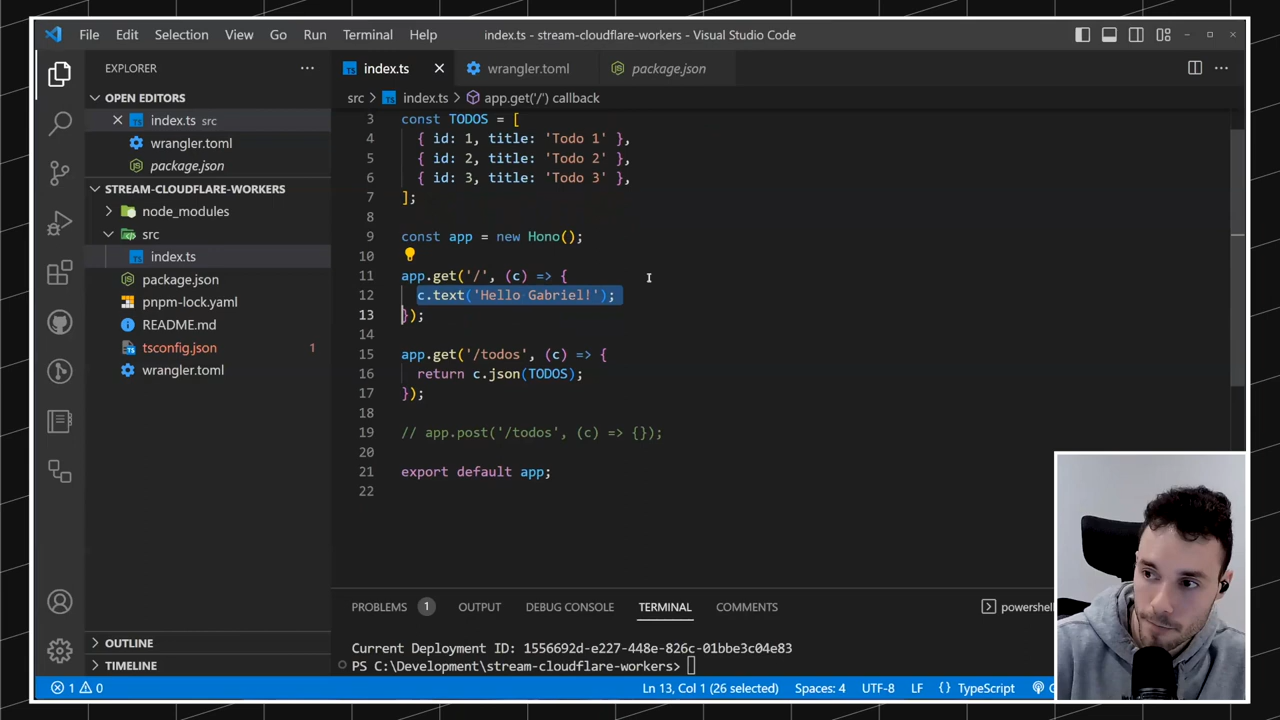 File Edit Selection View Go Run Terminal Help index.ts - stream-cloudflare-workers - Visual Studio Code
EXPLORER
OPEN EDITORS
index.ts src
wrangler.toml
package.json
STREAM-CLOUDFLARE-WORKERS
node_modules
src
index.ts
package.json
pnpm-lock.yaml
README.md
tsconfig.json 1
wrangler.toml
OUTLINE
TIMELINE
index.ts wrangler.toml package.json
src > index.ts > app.get('/') callback
3 const TODOS = [
4 { id: 1, title: 'Todo 1' },
5 { id: 2, title: 'Todo 2' },
6 { id: 3, title: 'Todo 3' },
7 ];
8
9 const app = new Hono();
10
11 app.get('/', (c) => {
12 c.text('Hello Gabriel!');
13 });
14
15 app.get('/todos', (c) => {
16 return c.json(TODOS);
17 });
18
19 // app.post('/todos', (c) => {});
20
21 export default app;
22
PROBLEMS 1 OUTPUT DEBUG CONSOLE TERMINAL COMMENTS powershell
Current Deployment ID: 1556692d-e227-448e-826c-01bbe3c04e83
PS C:\Development\stream-cloudflare-workers>
1 0 Ln 13, Col 1 (26 selected) Spaces: 4 UTF-8 LF { } TypeScript